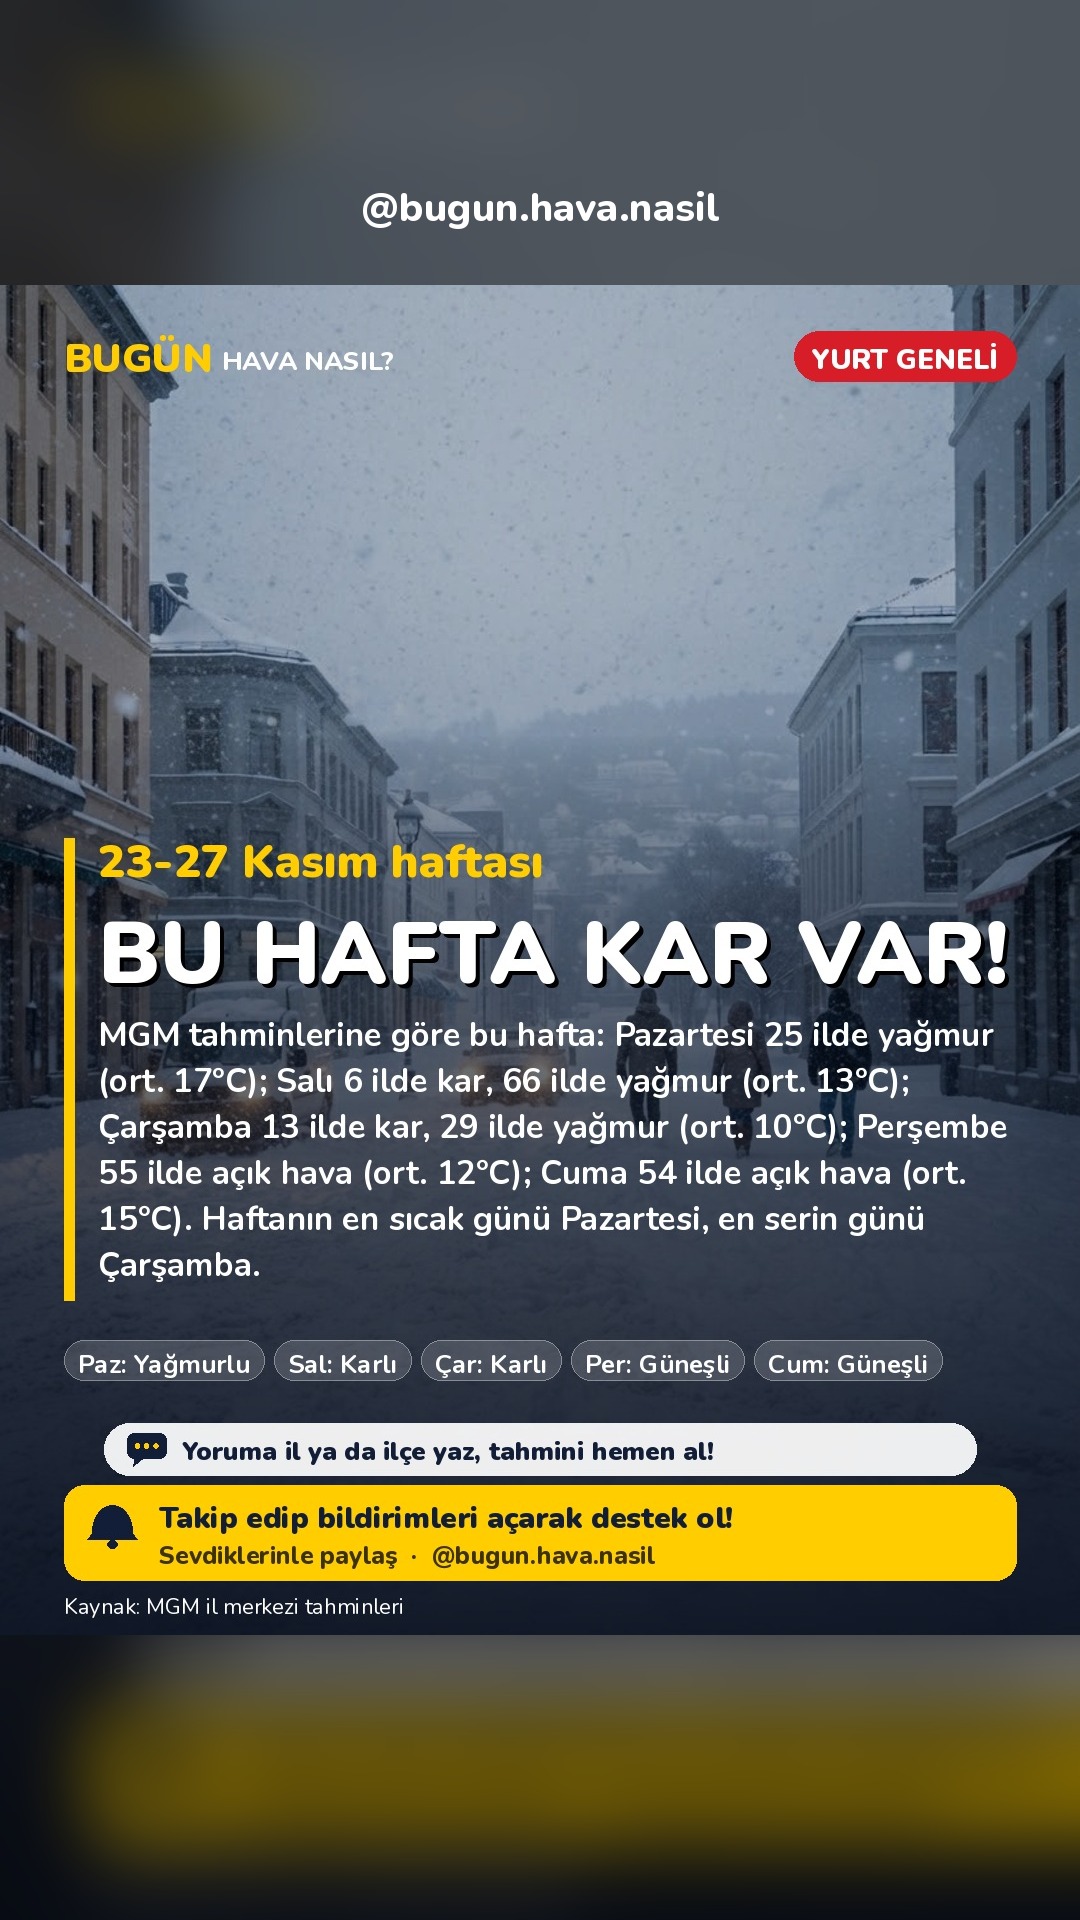 @bugun.hava.nasil
BUGÜN HAVA NASIL?
YURT GENELİ
23-27 Kasım haftası
BU HAFTA KAR VAR!
MGM tahminlerine göre bu hafta: Pazartesi 25 ilde yağmur
(ort. 17°C); Salı 6 ilde kar, 66 ilde yağmur (ort. 13°C);
Çarşamba 13 ilde kar, 29 ilde yağmur (ort. 10°C); Perşembe
55 ilde açık hava (ort. 12°C); Cuma 54 ilde açık hava (ort.
15°C). Haftanın en sıcak günü Pazartesi, en serin günü
Çarşamba.
Paz: Yağmurlu Sal: Karlı Çar: Karlı Per: Güneşli Cum: Güneşli
Yoruma il ya da ilçe yaz, tahmini hemen al!
Takip edip bildirimleri açarak destek ol!
Sevdiklerinle paylaş · @bugun.hava.nasil
Kaynak: MGM il merkezi tahminleri